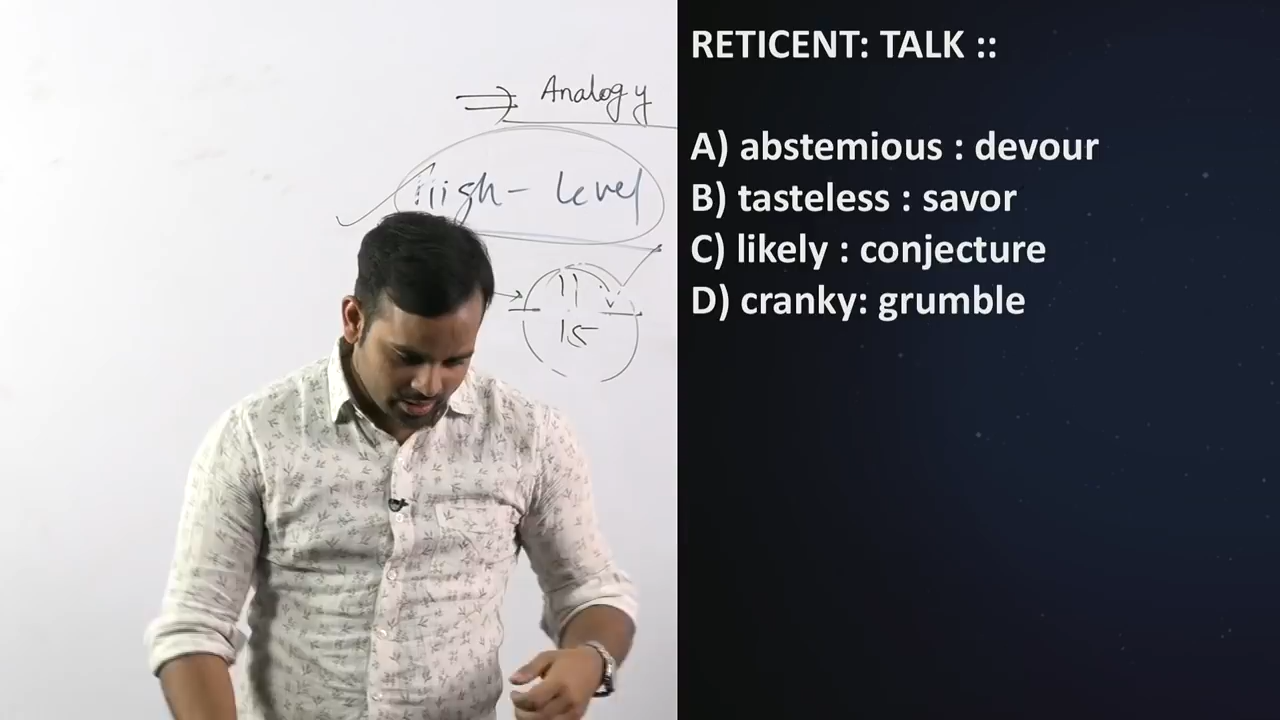 ⇒ Analogy
High-Level
11
15
RETICENT: TALK ::
A) abstemious : devour
B) tasteless : savor
C) likely : conjecture
D) cranky: grumble